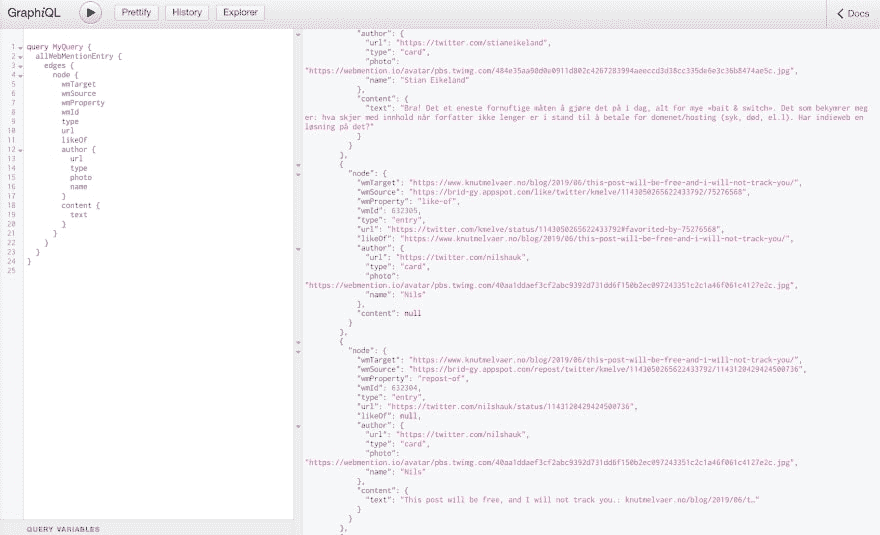 GraphiQL
Prettify
History
Explorer
Docs
1 query MyQuery {
2 allWebMentionEntry {
3 edges {
4 node {
5 wmTarget
6 wmSource
7 wmProperty
8 wmId
9 type
10 url
11 likeOf
12 author {
13 url
14 type
15 photo
16 name
17 }
18 content {
19 text
20 }
21 }
22 }
23 }
24 }
25
QUERY VARIABLES
"author": {
"url": "https://twitter.com/stianeikeland",
"type": "card",
"photo":
"name": "Stian Eikeland"
},
"content": {
"text": "Bra! Det et eneste fornuftige måten å gjøre det på i dag, alt for mye «bait & switch». Det som bekymrer meg
er: hva skjer med innhold når forfatter ikke lenger er i stand til å betale for domenet/hosting (syk, død, el.l). Har indieweb en
løsning på det?"
}
}
},
{
"node": {
"wmTarget": "https://www.knutmelvaer.no/blog/2019/06/this-post-will-be-free-and-i-will-not-track-you/",
"wmSource": "https://brid-gy.appspot.com/like/twitter/kmelve/1143050265622433792/75276568",
"wmProperty": "like-of",
"wmId": 632305,
"type": "entry",
"url": "https://twitter.com/kmelve/status/1143050265622433792#favorited-by-75276568",
"likeOf": "https://www.knutmelvaer.no/blog/2019/06/this-post-will-be-free-and-i-will-not-track-you/",
"author": {
"url": "https://twitter.com/nilshauk",
"type": "card",
"photo":
"https://webmention.io/avatar/pbs.twimg.com/40aa1ddaef3cf2abc9392d731dd6f150b2ec097243351c2c1a46f061c4127e2c.jpg",
"name": "Nils"
},
"content": null
}
},
{
"node": {
"wmTarget": "https://www.knutmelvaer.no/blog/2019/06/this-post-will-be-free-and-i-will-not-track-you/",
"wmSource": "https://brid-gy.appspot.com/repost/twitter/kmelve/1143050265622433792/1143120429424500736",
"wmProperty": "repost-of",
"wmId": 632304,
"type": "entry",
"url": "https://twitter.com/nilshauk/status/1143120429424500736",
"likeOf": null,
"author": {
"url": "https://twitter.com/nilshauk",
"type": "card",
"photo":
"https://webmention.io/avatar/pbs.twimg.com/40aa1ddaef3cf2abc9392d731dd6f150b2ec097243351c2c1a46f061c4127e2c.jpg",
"name": "Nils"
},
"content": {
"text": "This post will be free, and I will not track you.: knutmelvaer.no/blog/2019/06/t…"
}
}
},
{